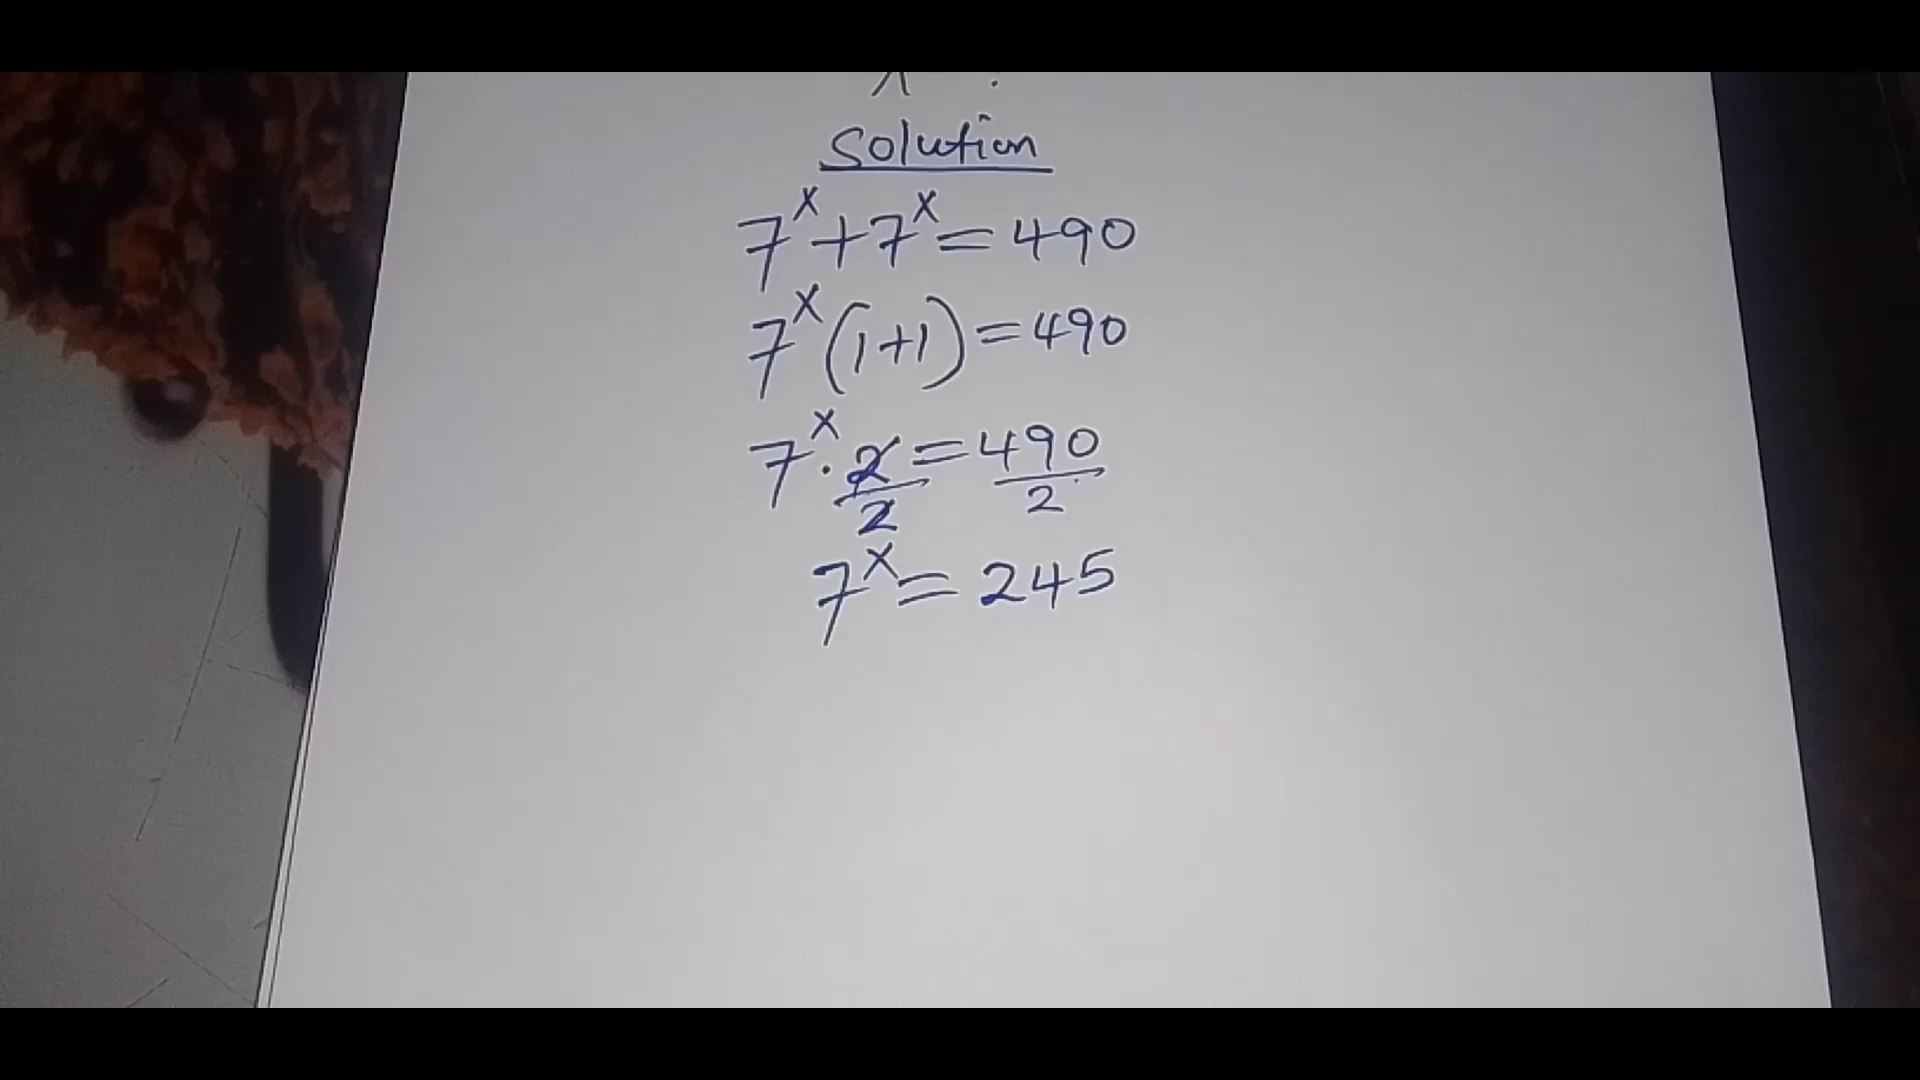 Solution
7^x + 7^x = 490
7^x (1+1) = 490
7^x · 2/2 = 490/2
7^x = 245